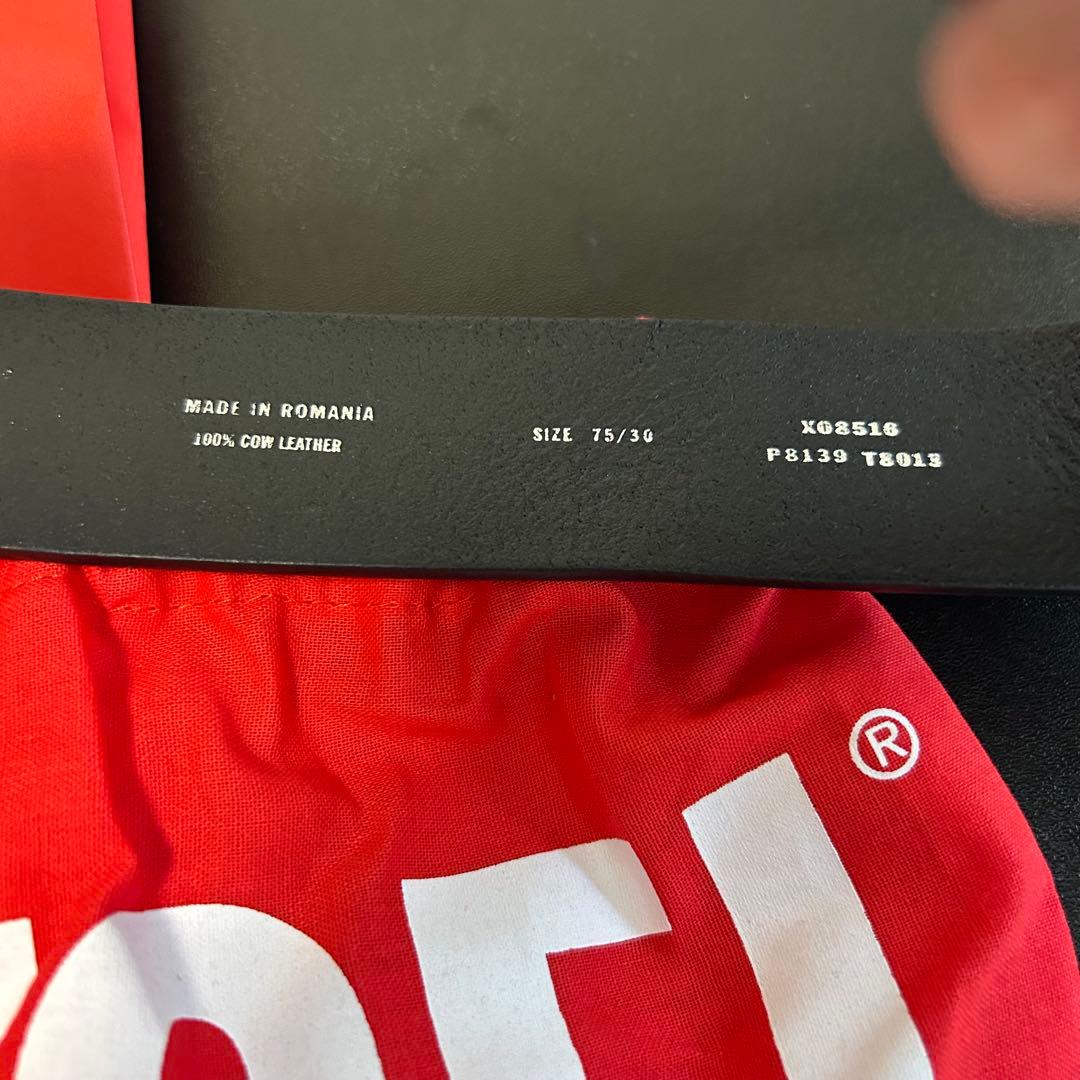 MADE IN ROMANIA
100% COW LEATHER
SIZE 75/30
X08516
P8139 T8013
®